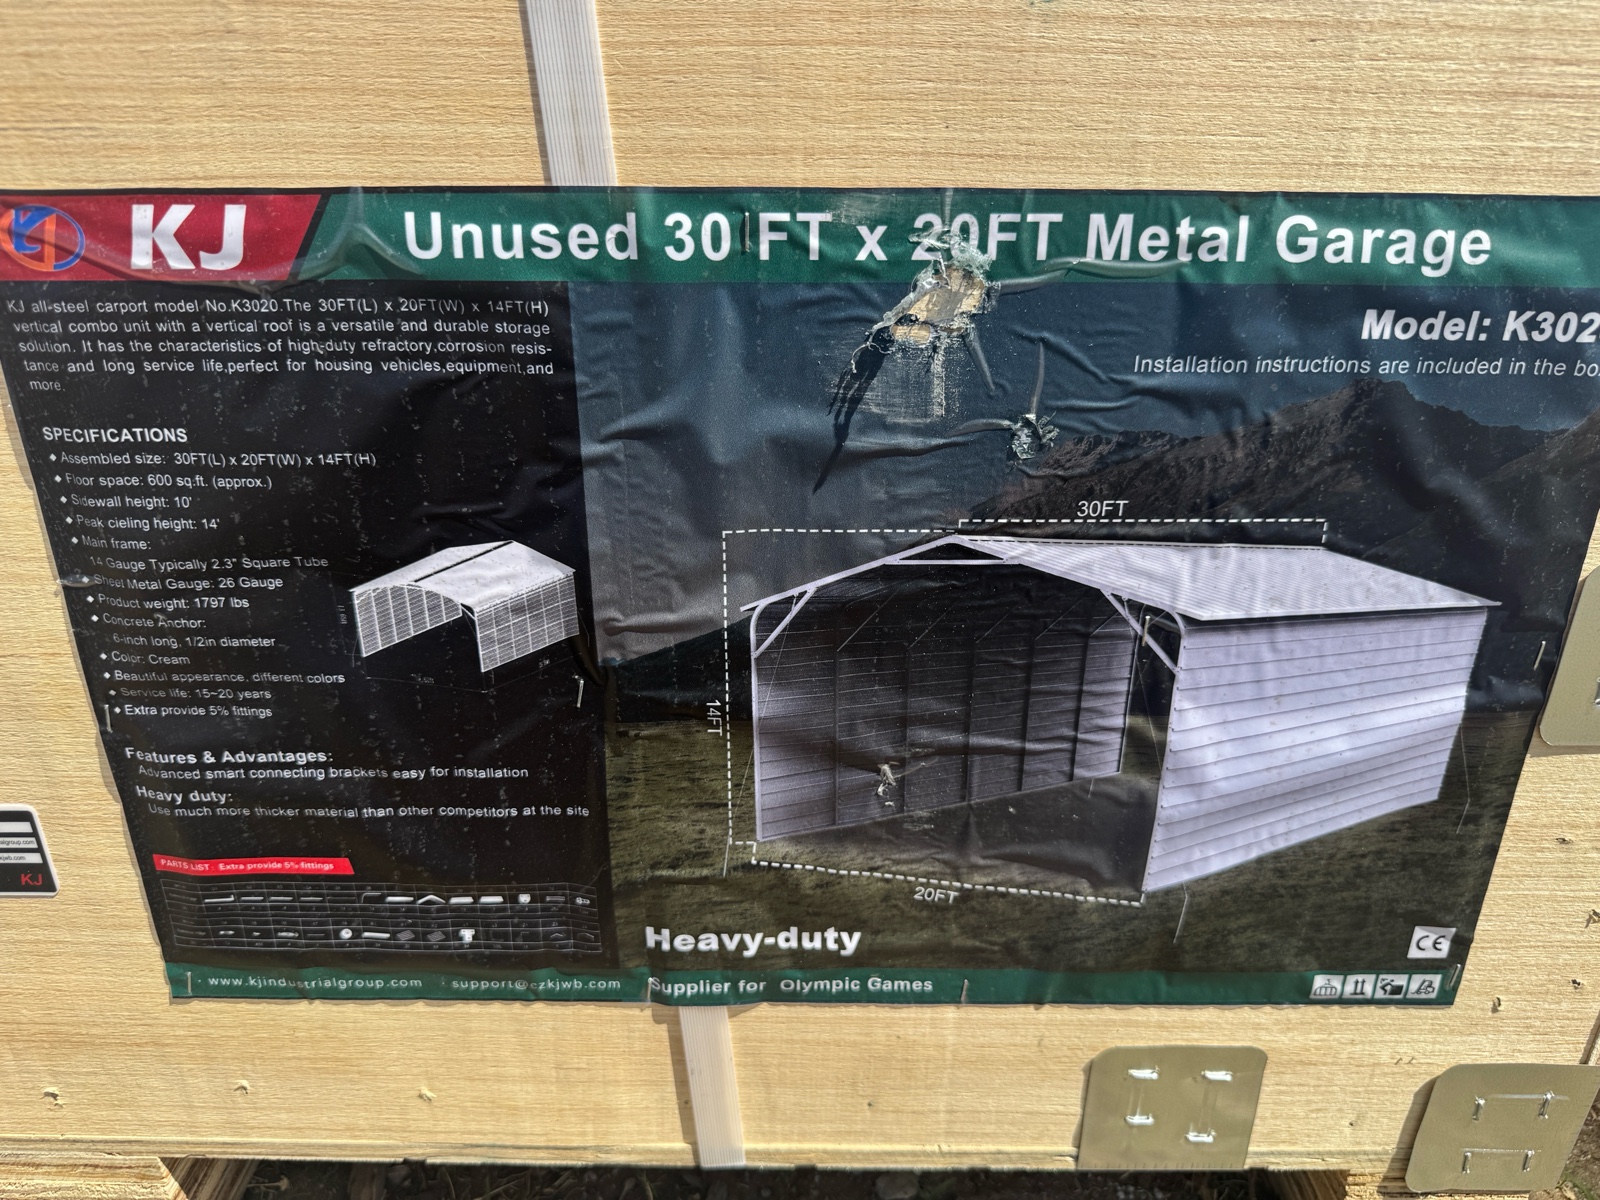 KJ
Unused 30 FT x 20FT Metal Garage
KJ all-steel carport model No.K3020.The 30FT(L) x 20FT(W) x 14FT(H)
vertical combo unit with a vertical roof is a versatile and durable storage
solution. It has the characteristics of high-duty refractory,corrosion resis-
tance and long service life,perfect for housing vehicles,equipment,and
more.
SPECIFICATIONS
◆ Assembled size: 30FT(L) x 20FT(W) x 14FT(H)
◆ Floor space: 600 sq.ft. (approx.)
◆ Sidewall height: 10'
◆ Peak cieling height: 14'
◆ Main frame:
14 Gauge Typically 2.3" Square Tube
◆ Sheet Metal Gauge: 26 Gauge
◆ Product weight: 1797 lbs
◆ Concrete Anchor:
6-inch long, 1/2in diameter
◆ Color: Cream
◆ Beautiful appearance, different colors
◆ Service life: 15~20 years
◆ Extra provide 5% fittings
Features & Advantages:
Advanced smart connecting brackets easy for installation
Heavy duty:
Use much more thicker material than other competitors at the site
PARTS LIST: Extra provide 5% fittings
Model: K302
Installation instructions are included in the bo
30FT
14FT
20FT
Heavy-duty
CE
www.kjindustrialgroup.com
support@czkjwb.com
Supplier for Olympic Games
KJ